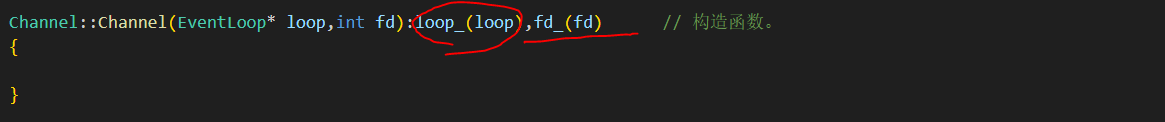 Channel::Channel(EventLoop* loop,int fd):loop_(loop),fd_(fd)      // 构造函数。
{
}